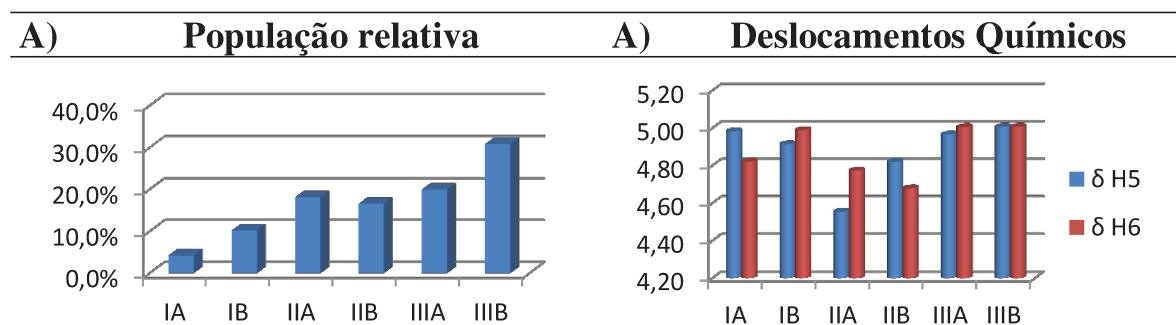 A) População relativa
A) Deslocamentos Químicos
40,0%
30,0%
20,0%
10,0%
0,0%
IA IB IIA IIB IIIA IIIB
5,20
5,00
4,80
4,60
4,40
4,20
IA IB IIA IIB IIIA IIIB
δ H5
δ H6